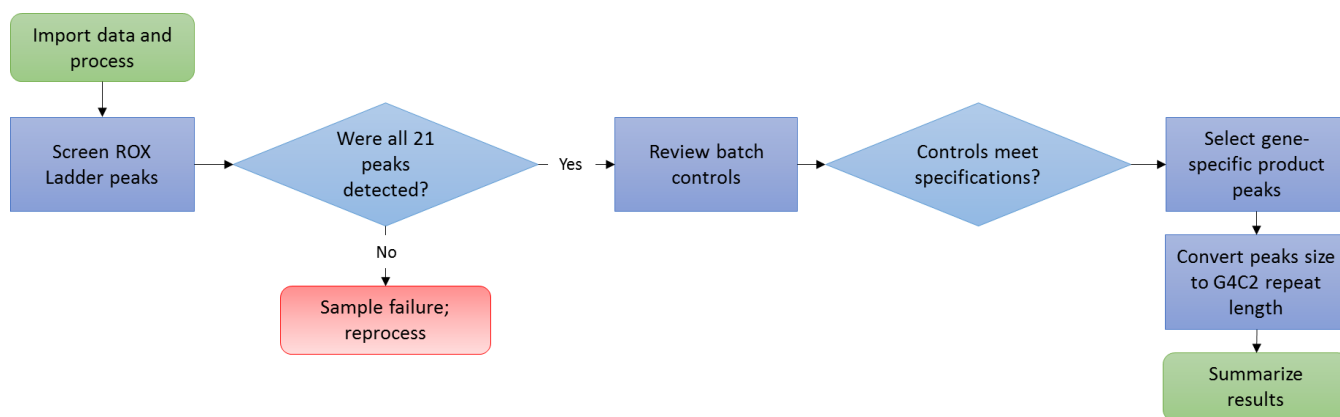 Import data and
process
Screen ROX
Ladder peaks
Were all 21
peaks
detected?
Yes
No
Sample failure;
reprocess
Review batch
controls
Controls meet
specifications?
Select gene-
specific product
peaks
Convert peaks size
to G4C2 repeat
length
Summarize
results